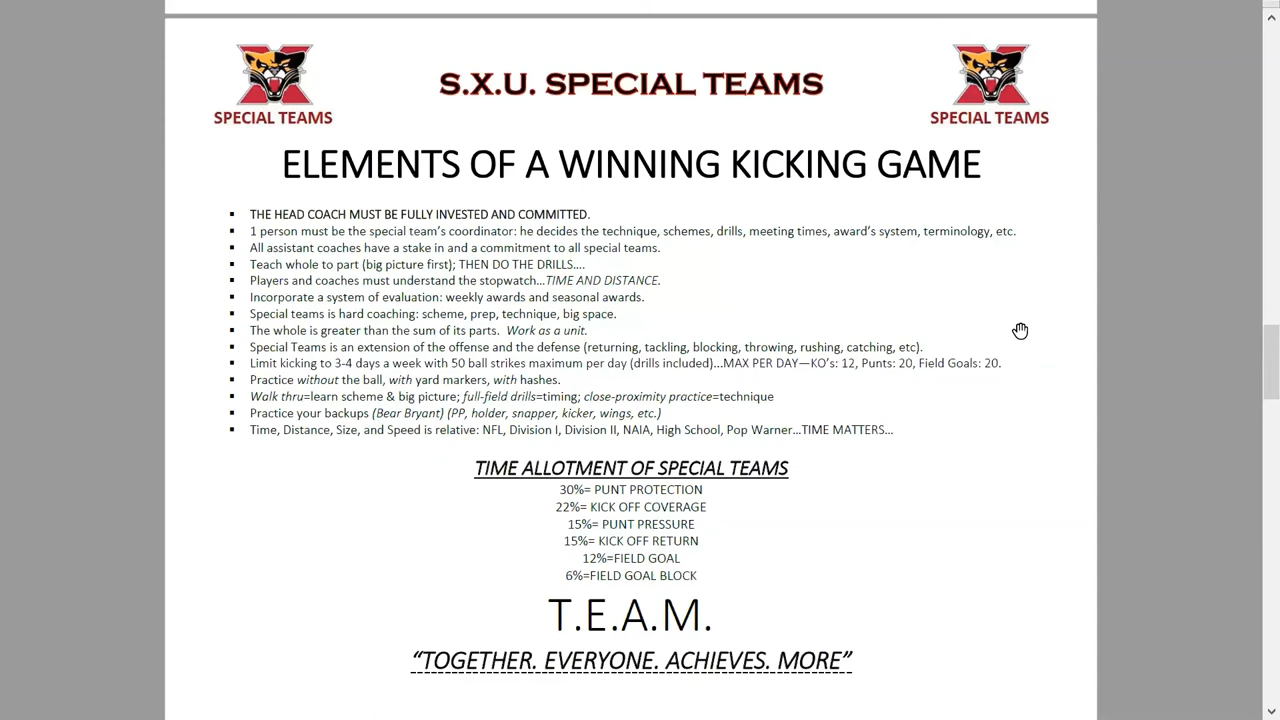 S.X.U. SPECIAL TEAMS
SPECIAL TEAMS
SPECIAL TEAMS
ELEMENTS OF A WINNING KICKING GAME
▪ THE HEAD COACH MUST BE FULLY INVESTED AND COMMITTED.
▪ 1 person must be the special team's coordinator: he decides the technique, schemes, drills, meeting times, award's system, terminology, etc.
▪ All assistant coaches have a stake in and a commitment to all special teams.
▪ Teach whole to part (big picture first); THEN DO THE DRILLS....
▪ Players and coaches must understand the stopwatch...TIME AND DISTANCE.
▪ Incorporate a system of evaluation: weekly awards and seasonal awards.
▪ Special teams is hard coaching: scheme, prep, technique, big space.
▪ The whole is greater than the sum of its parts. Work as a unit.
▪ Special Teams is an extension of the offense and the defense (returning, tackling, blocking, throwing, rushing, catching, etc).
▪ Limit kicking to 3-4 days a week with 50 ball strikes maximum per day (drills included)...MAX PER DAY—KO's: 12, Punts: 20, Field Goals: 20.
▪ Practice without the ball, with yard markers, with hashes.
▪ Walk thru=learn scheme & big picture; full-field drills=timing; close-proximity practice=technique
▪ Practice your backups (Bear Bryant) (PP, holder, snapper, kicker, wings, etc.)
▪ Time, Distance, Size, and Speed is relative: NFL, Division I, Division II, NAIA, High School, Pop Warner...TIME MATTERS...
TIME ALLOTMENT OF SPECIAL TEAMS
30%= PUNT PROTECTION
22%= KICK OFF COVERAGE
15%= PUNT PRESSURE
15%= KICK OFF RETURN
12%=FIELD GOAL
6%=FIELD GOAL BLOCK
T.E.A.M.
“TOGETHER. EVERYONE. ACHIEVES. MORE”